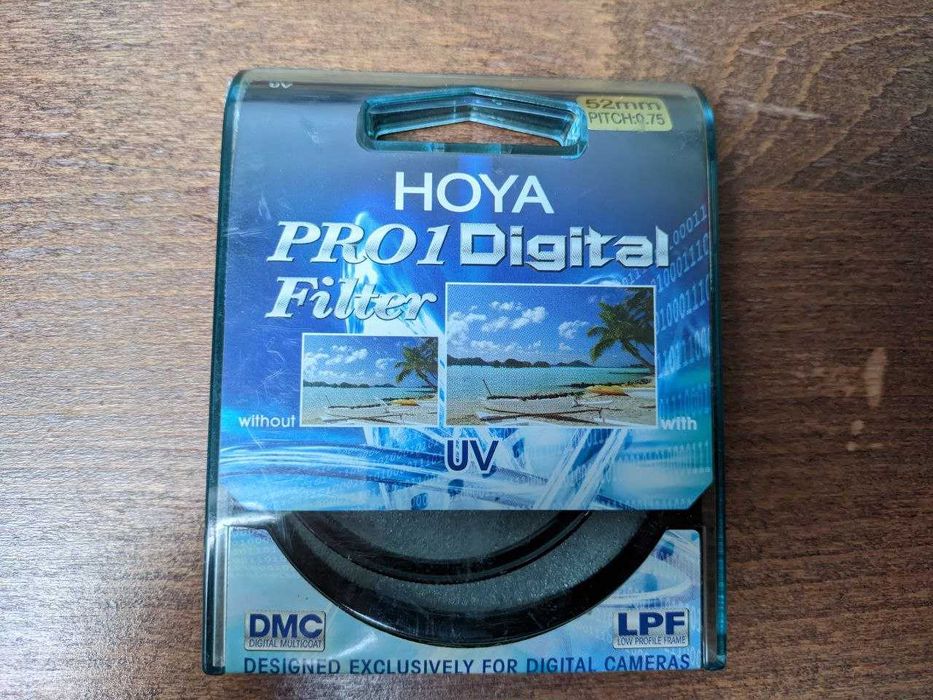 UV
52mm
PITCH:0.75
HOYA
PRO1 Digital
Filter
without
with
UV
DMC
DIGITAL MULTICOAT
LPF
LOW PROFILE FRAME
DESIGNED EXCLUSIVELY FOR DIGITAL CAMERAS